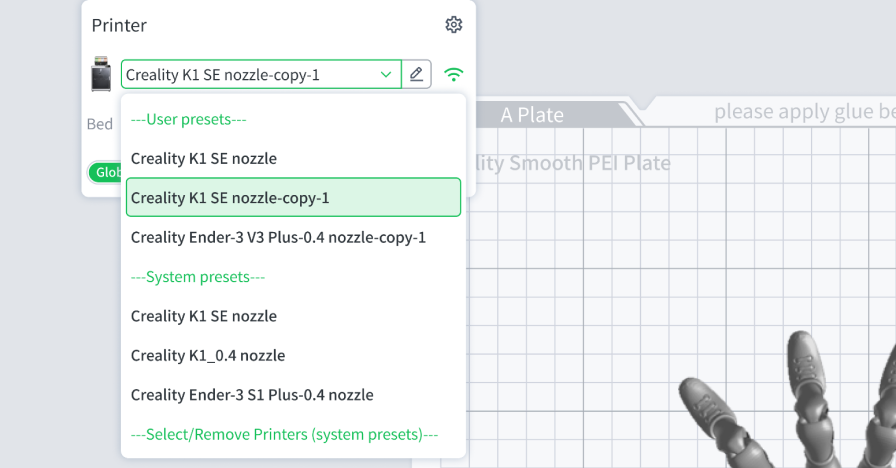 Printer
Creality K1 SE nozzle-copy-1
Bed
Glob
---User presets---
Creality K1 SE nozzle
Creality K1 SE nozzle-copy-1
Creality Ender-3 V3 Plus-0.4 nozzle-copy-1
---System presets---
Creality K1 SE nozzle
Creality K1_0.4 nozzle
Creality Ender-3 S1 Plus-0.4 nozzle
---Select/Remove Printers (system presets)---
A Plate
please apply glue be
lity Smooth PEI Plate